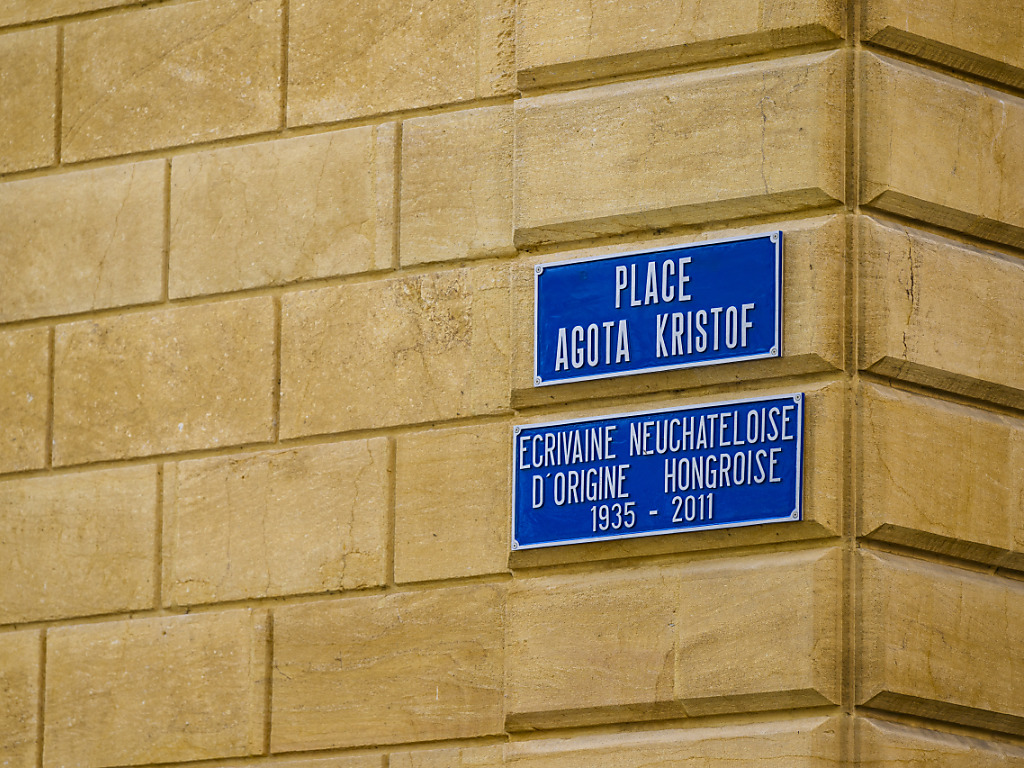 PLACE
AGOTA KRISTOF
ECRIVAINE NEUCHATELOISE
D'ORIGINE HONGROISE
1935 - 2011